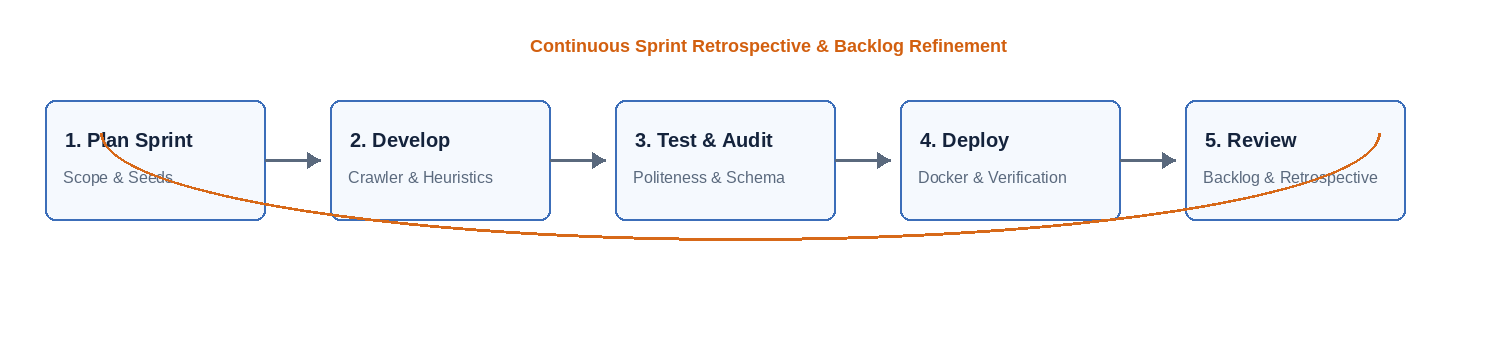 Continuous Sprint Retrospective & Backlog Refinement
1. Plan Sprint
Scope & Seeds
2. Develop
Crawler & Heuristics
3. Test & Audit
Politeness & Schema
4. Deploy
Docker & Verification
5. Review
Backlog & Retrospective